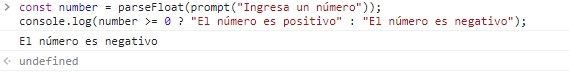 const number = parseFloat(prompt("Ingresa un número"));
console.log(number >= 0 ? "El número es positivo" : "El número es negativo");
El número es negativo
undefined